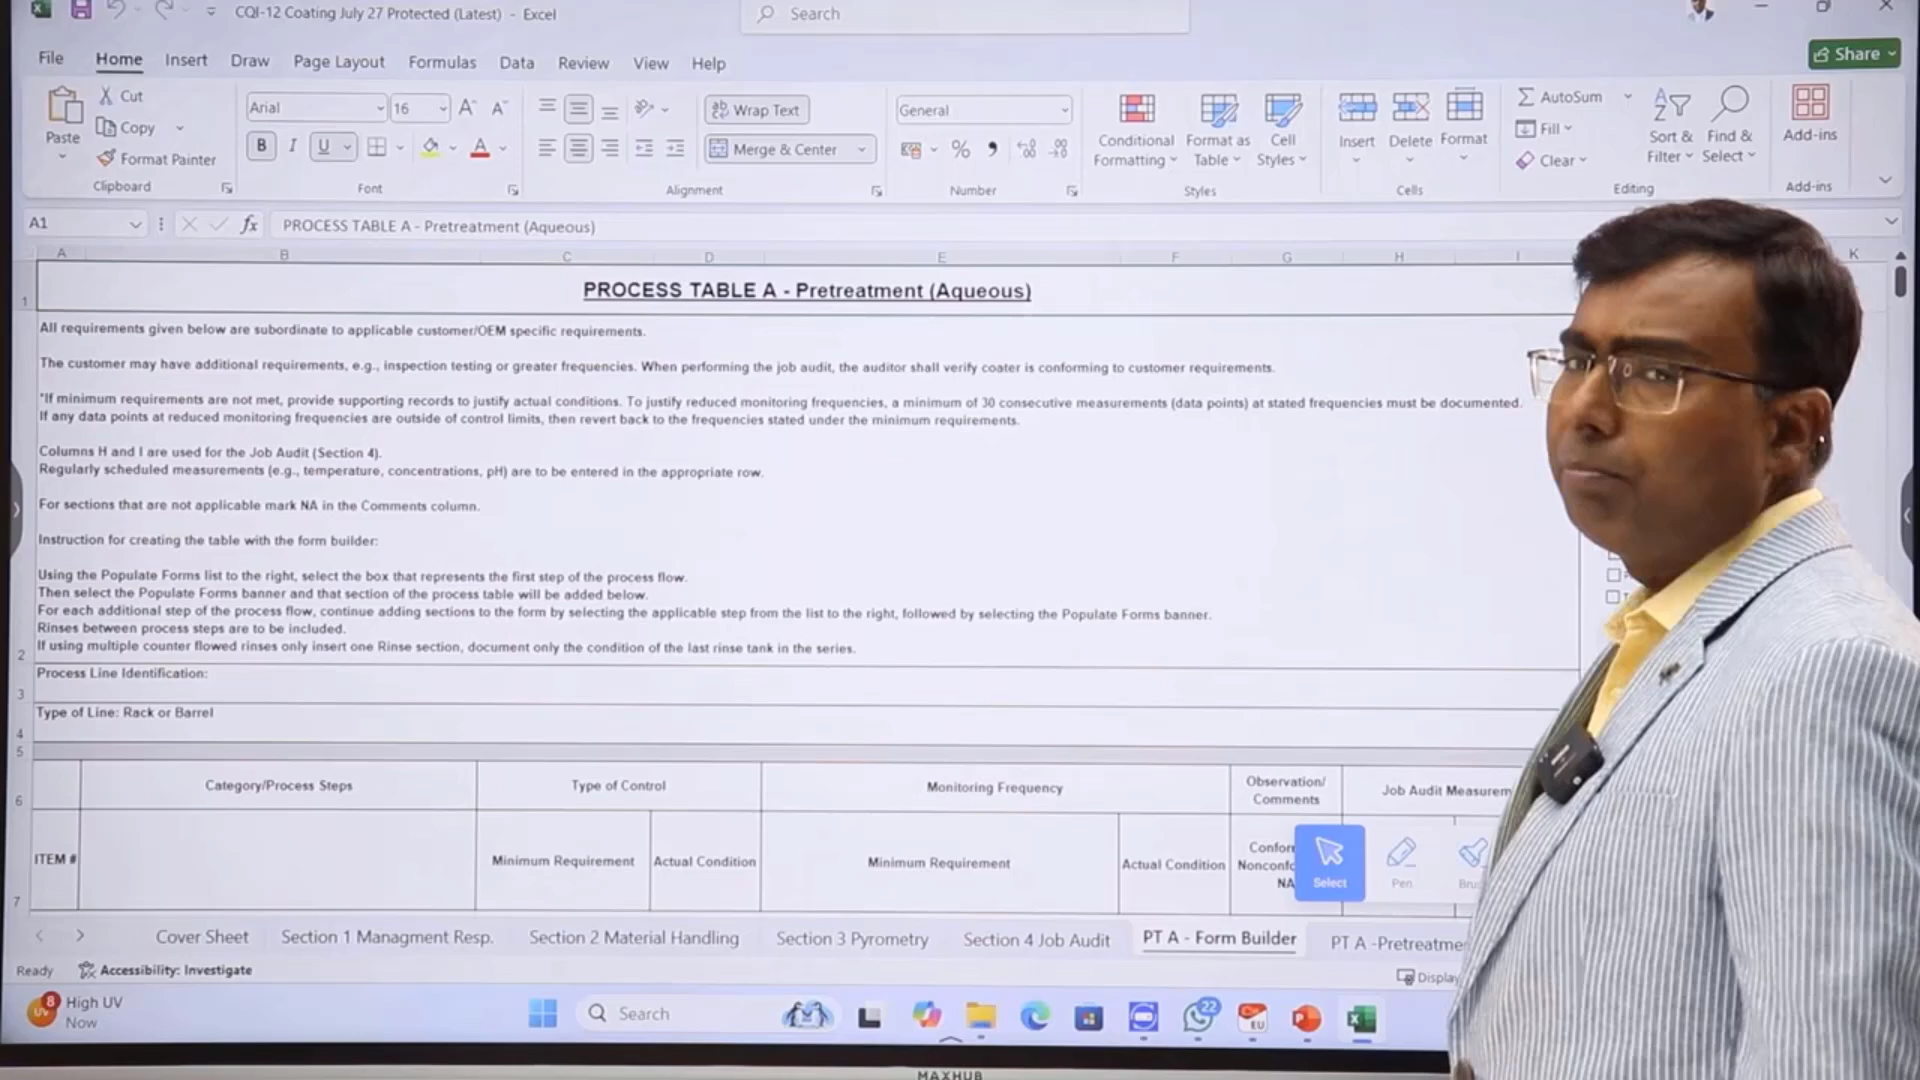 CQI-12 Coating July 27 Protected (Latest) - Excel
Search
File Home Insert Draw Page Layout Formulas Data Review View Help
Share
Paste
Cut
Copy
Format Painter
Clipboard
Arial 16
B I U
Font
Wrap Text
Merge & Center
Alignment
General
Number
Conditional Formatting
Format as Table
Cell Styles
Styles
Insert Delete Format
Cells
AutoSum
Fill
Clear
Sort & Filter
Find & Select
Editing
Add-ins
Add-ins
A1 fx PROCESS TABLE A - Pretreatment (Aqueous)
A B C D E F G H I K
1 PROCESS TABLE A - Pretreatment (Aqueous)
All requirements given below are subordinate to applicable customer/OEM specific requirements.
The customer may have additional requirements, e.g., inspection testing or greater frequencies. When performing the job audit, the auditor shall verify coater is conforming to customer requirements.
*If minimum requirements are not met, provide supporting records to justify actual conditions. To justify reduced monitoring frequencies, a minimum of 30 consecutive measurements (data points) at stated frequencies must be documented.
If any data points at reduced monitoring frequencies are outside of control limits, then revert back to the frequencies stated under the minimum requirements.
Columns H and I are used for the Job Audit (Section 4).
Regularly scheduled measurements (e.g., temperature, concentrations, pH) are to be entered in the appropriate row.
For sections that are not applicable mark NA in the Comments column.
Instruction for creating the table with the form builder:
Using the Populate Forms list to the right, select the box that represents the first step of the process flow.
Then select the Populate Forms banner and that section of the process table will be added below.
For each additional step of the process flow, continue adding sections to the form by selecting the applicable step from the list to the right, followed by selecting the Populate Forms banner.
Rinses between process steps are to be included.
2 If using multiple counter flowed rinses only insert one Rinse section, document only the condition of the last rinse tank in the series.
Process Line Identification:
3
Type of Line: Rack or Barrel
4
5
6 Category/Process Steps Type of Control Monitoring Frequency Observation/ Comments Job Audit Measurem
ITEM # Minimum Requirement Actual Condition Minimum Requirement Actual Condition Confor
Nonconfo
NA
7
Select Pen Bru
Cover Sheet Section 1 Managment Resp. Section 2 Material Handling Section 3 Pyrometry Section 4 Job Audit PT A - Form Builder PT A -Pretreatme
Ready Accessibility: Investigate Display
8 High UV
Now
Search
22
EU
MAXHUB